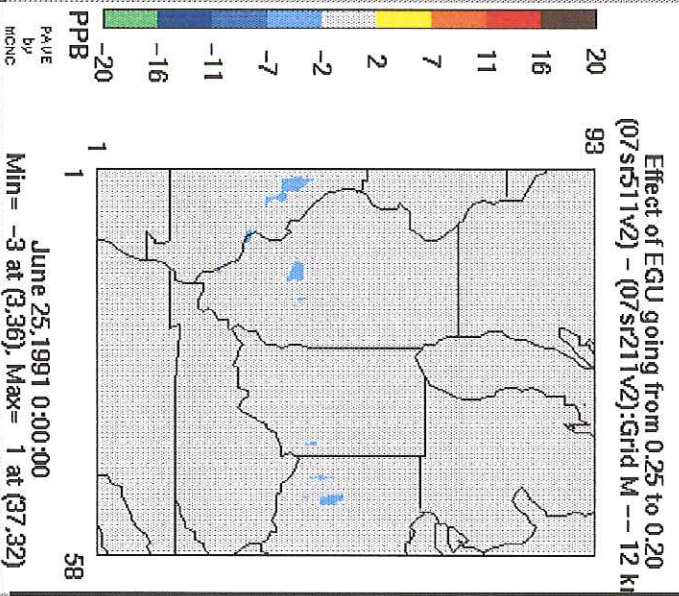 Effect of EGU going from 0.25 to 0.20
(07sr511v2) - (07sr211v2):Grid M -- 12 k
20
16
11
7
2
-2
-7
-11
-16
-20
PPB
PAVE
by
MCNC
93
1
1
58
June 25,1991 0:00:00
Min= -3 at (3,36), Max= 1 at (37,32)